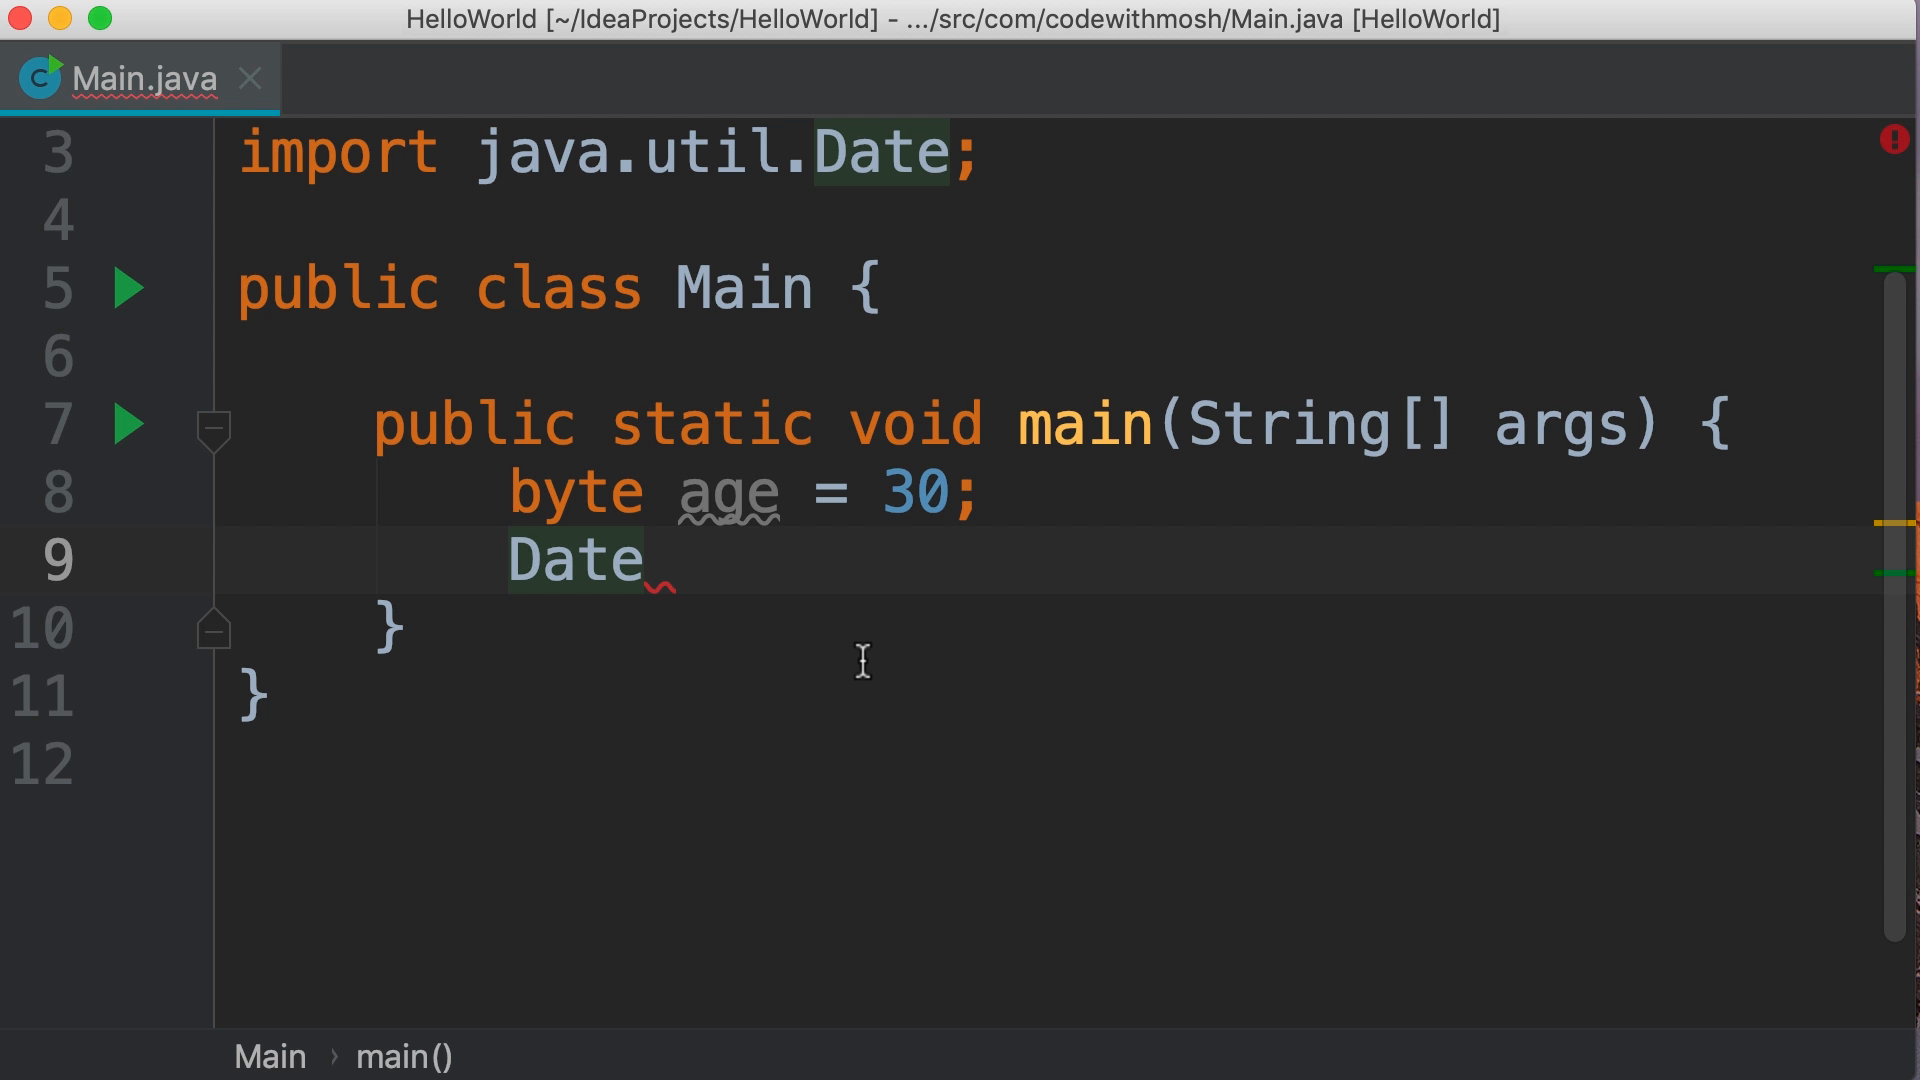 HelloWorld [~/IdeaProjects/HelloWorld] - .../src/com/codewithmosh/Main.java [HelloWorld]
C Main.java
3 import java.util.Date;
4
5 public class Main {
6
7 public static void main(String[] args) {
8 byte age = 30;
9 Date
10 }
11 }
12
Main › main()